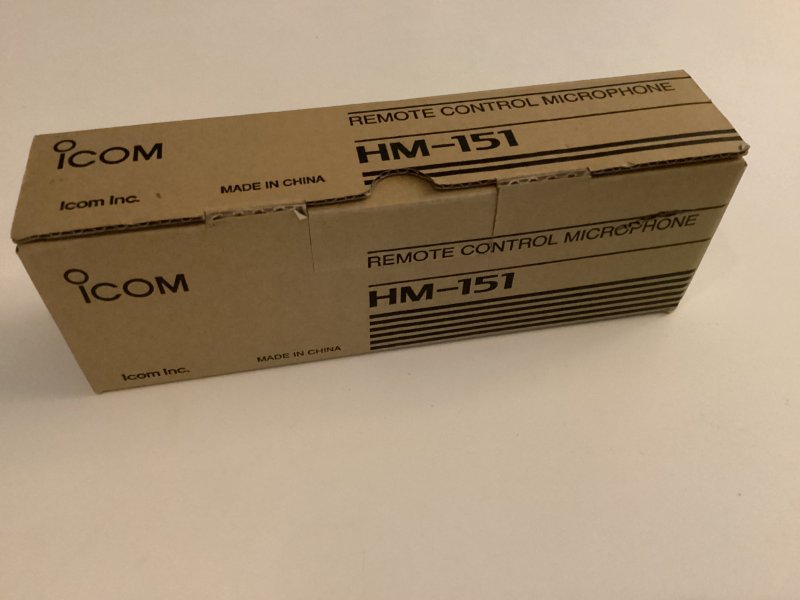 ICOM
Icom Inc.
MADE IN CHINA
REMOTE CONTROL MICROPHONE
HM-151
ICOM
Icom Inc.
MADE IN CHINA
REMOTE CONTROL MICROPHONE
HM-151